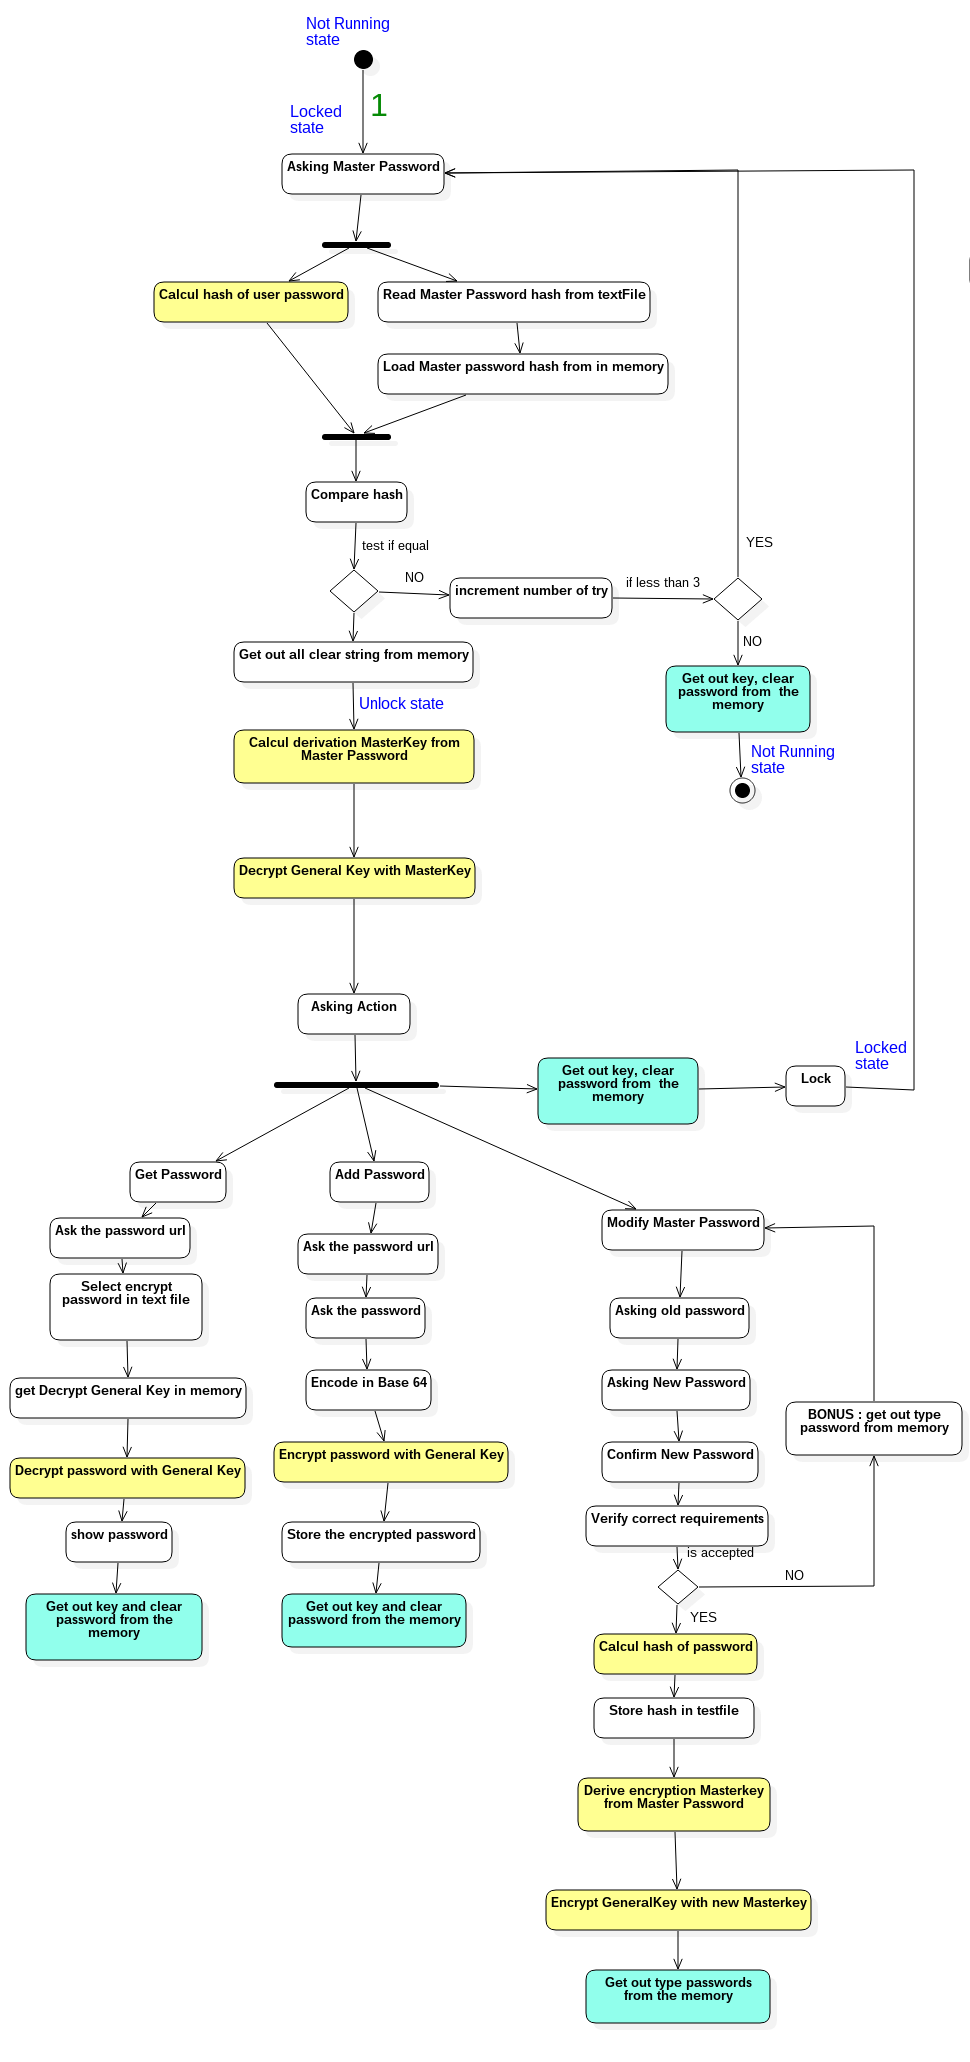 Not Running
state
1
Locked
state
Asking Master Password
Calcul hash of user password
Read Master Password hash from textFile
Load Master password hash from in memory
Compare hash
test if equal
YES
NO
increment number of try
if less than 3
NO
Get out all clear string from memory
Get out key, clear
password from the
memory
Unlock state
Calcul derivation MasterKey from
Master Password
Not Running
state
Decrypt General Key with MasterKey
Asking Action
Get out key, clear
password from the
memory
Lock
Locked
state
Get Password
Ask the password url
Select encrypt
password in text file
get Decrypt General Key in memory
Decrypt password with General Key
show password
Get out key and clear
password from the
memory
Add Password
Ask the password url
Ask the password
Encode in Base 64
Encrypt password with General Key
Store the encrypted password
Get out key and clear
password from the memory
Modify Master Password
Asking old password
Asking New Password
Confirm New Password
Verify correct requirements
is accepted
NO
BONUS : get out type
password from memory
YES
Calcul hash of password
Store hash in testfile
Derive encryption Masterkey
from Master Password
Encrypt GeneralKey with new Masterkey
Get out type passwords
from the memory